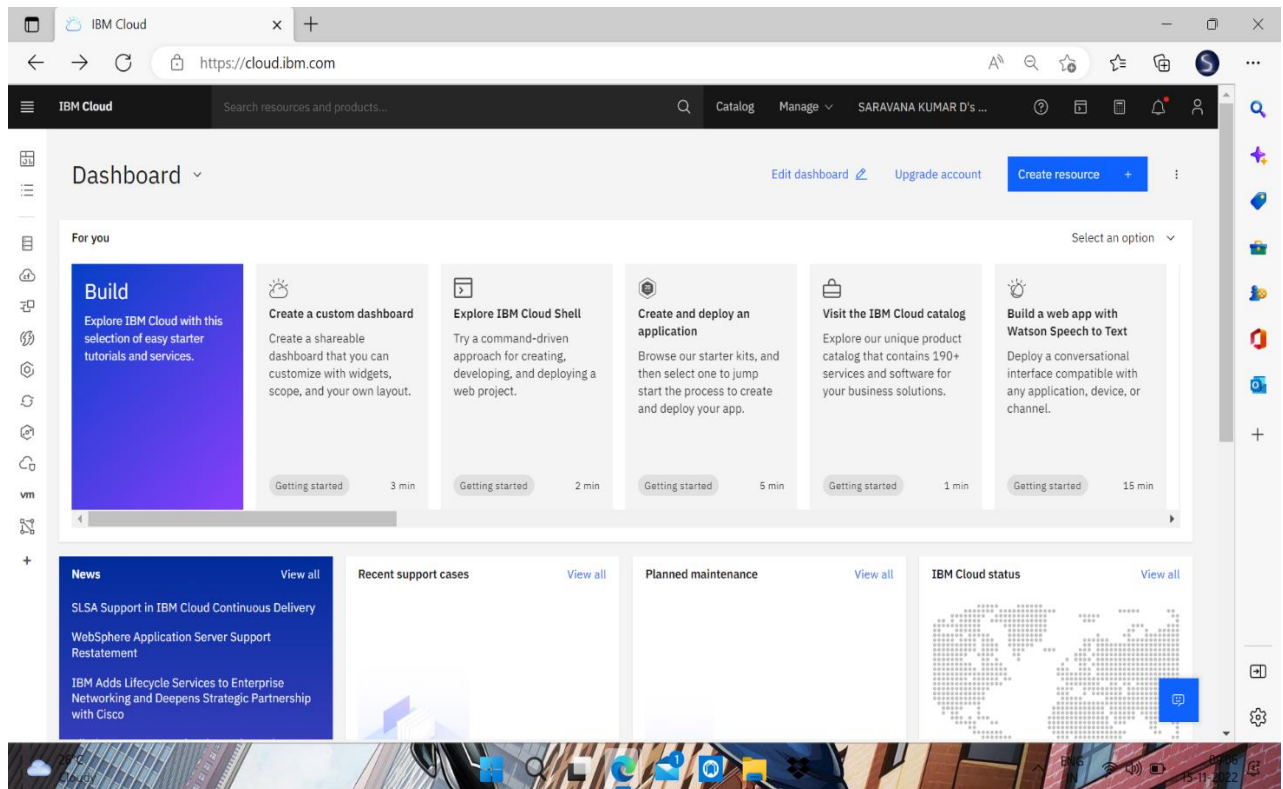 IBM Cloud
https://cloud.ibm.com
IBM Cloud
Search resources and products...
Catalog
Manage
SARAVANA KUMAR D's ...
Dashboard
Edit dashboard
Upgrade account
Create resource +
For you
Select an option
Build
Explore IBM Cloud with this
selection of easy starter
tutorials and services.
Create a custom dashboard
Create a shareable
dashboard that you can
customize with widgets,
scope, and your own layout.
Getting started
3 min
Explore IBM Cloud Shell
Try a command-driven
approach for creating,
developing, and deploying a
web project.
Getting started
2 min
Create and deploy an
application
Browse our starter kits, and
then select one to jump
start the process to create
and deploy your app.
Getting started
5 min
Visit the IBM Cloud catalog
Explore our unique product
catalog that contains 190+
services and software for
your business solutions.
Getting started
1 min
Build a web app with
Watson Speech to Text
Deploy a conversational
interface compatible with
any application, device, or
channel.
Getting started
15 min
vm
News
View all
SLSA Support in IBM Cloud Continuous Delivery
WebSphere Application Server Support
Restatement
IBM Adds Lifecycle Services to Enterprise
Networking and Deepens Strategic Partnership
with Cisco
Recent support cases
View all
Planned maintenance
View all
IBM Cloud status
View all
26°C
Cloudy
ENG
IN
09:06
15-11-2022